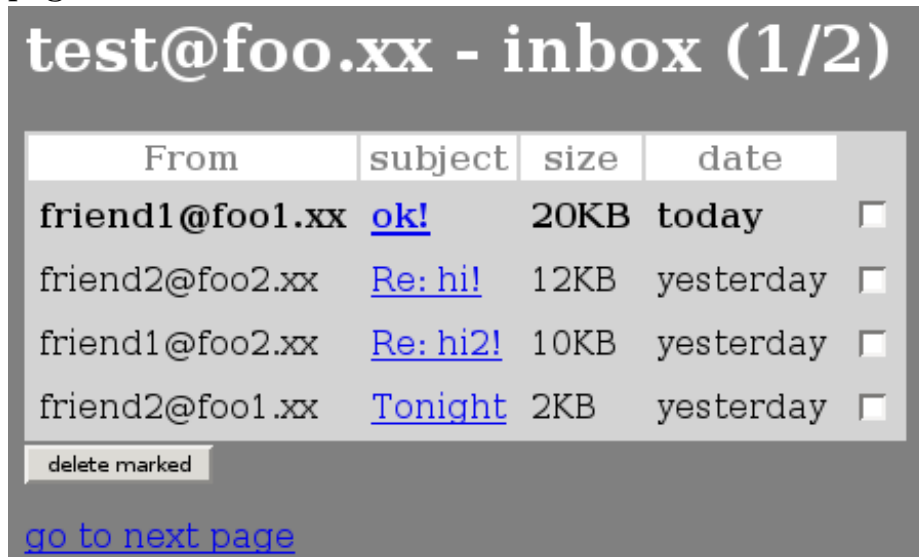 test@foo.xx - inbox (1/2)
From subject size date
friend1@foo1.xx ok! 20KB today
friend2@foo2.xx Re: hi! 12KB yesterday
friend1@foo2.xx Re: hi2! 10KB yesterday
friend2@foo1.xx Tonight 2KB yesterday
delete marked
go to next page